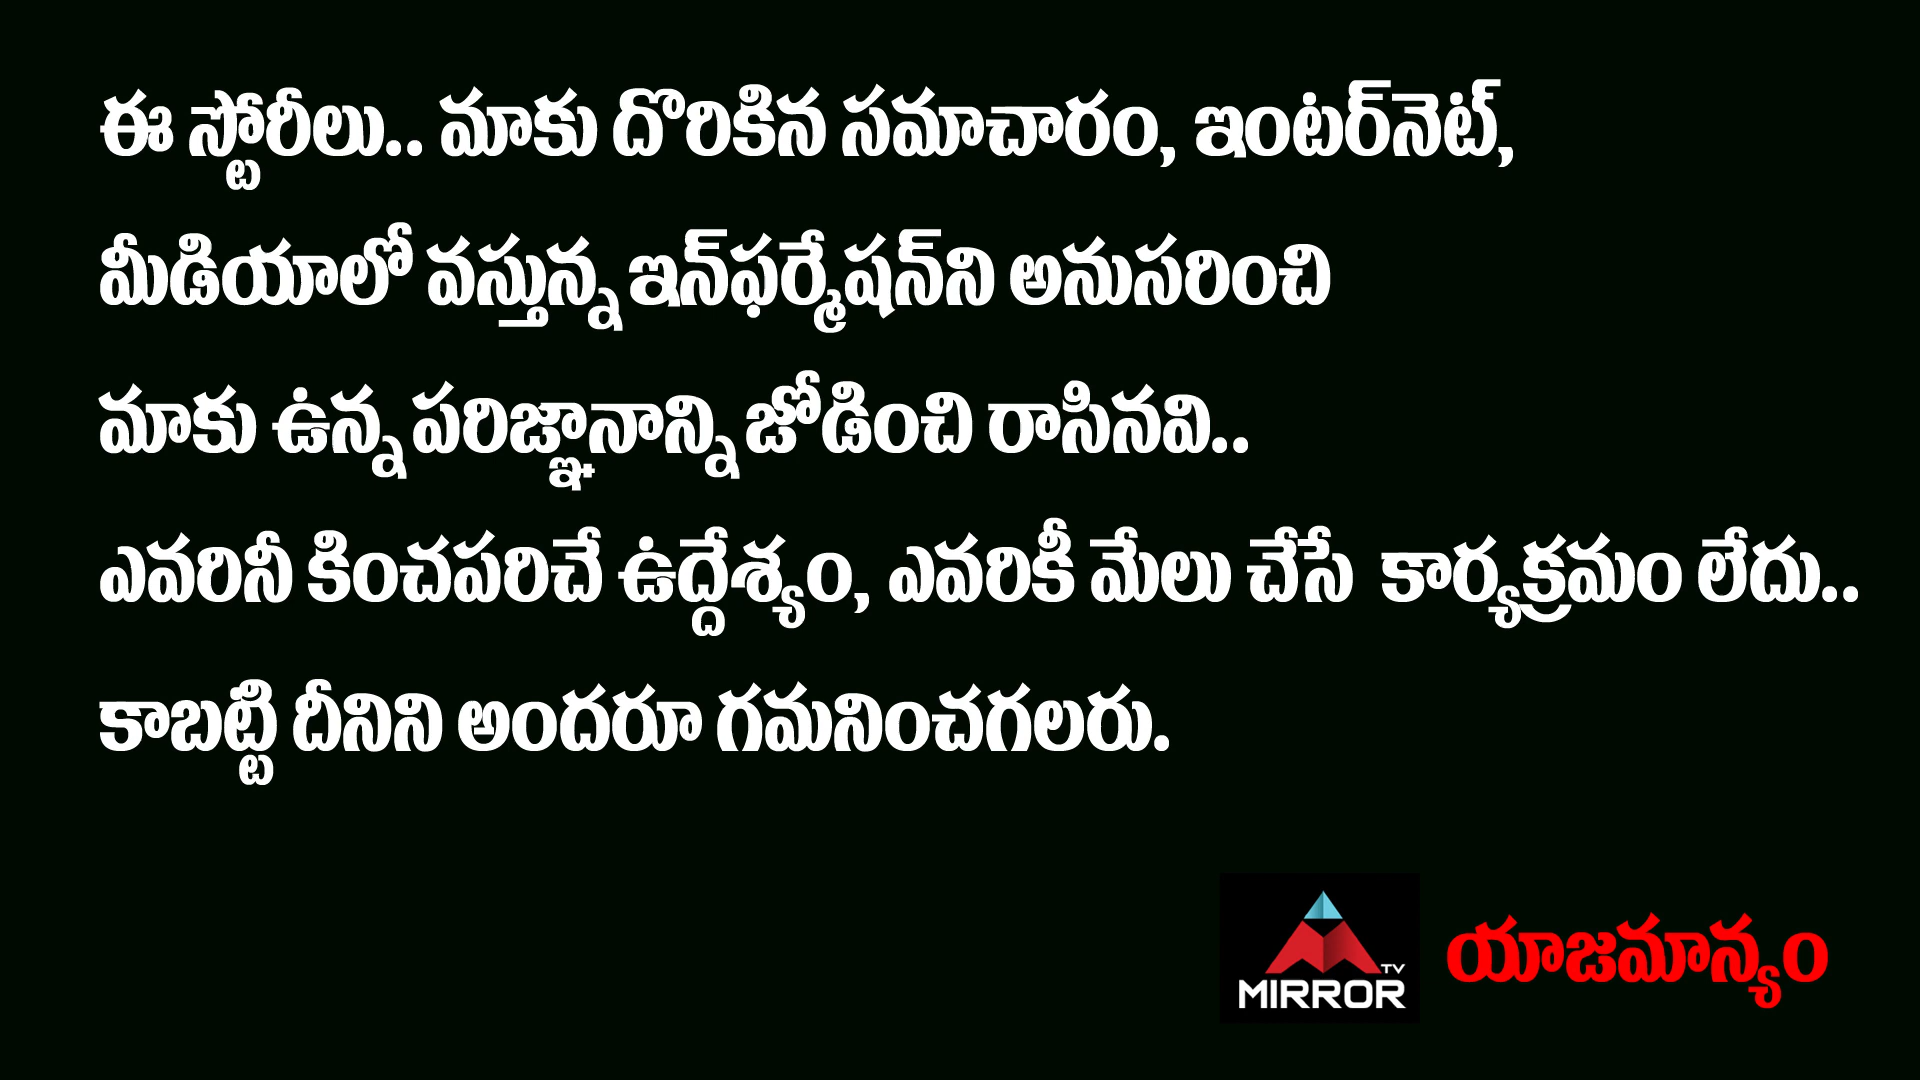 ఈ స్టోరీలు.. మాకు దొరికిన సమాచారం, ఇంటర్‌నెట్,
మీడియాలో వస్తున్న ఇన్‌ఫర్మేషన్‌ని అనుసరించి
మాకు ఉన్న పరిజ్ఞానాన్ని జోడించి రాసినవి..
ఎవరినీ కించపరిచే ఉద్దేశ్యం, ఎవరికీ మేలు చేసే కార్యక్రమం లేదు..
కాబట్టి దీనిని అందరూ గమనించగలరు.
TV
MIRROR
యాజమాన్యం